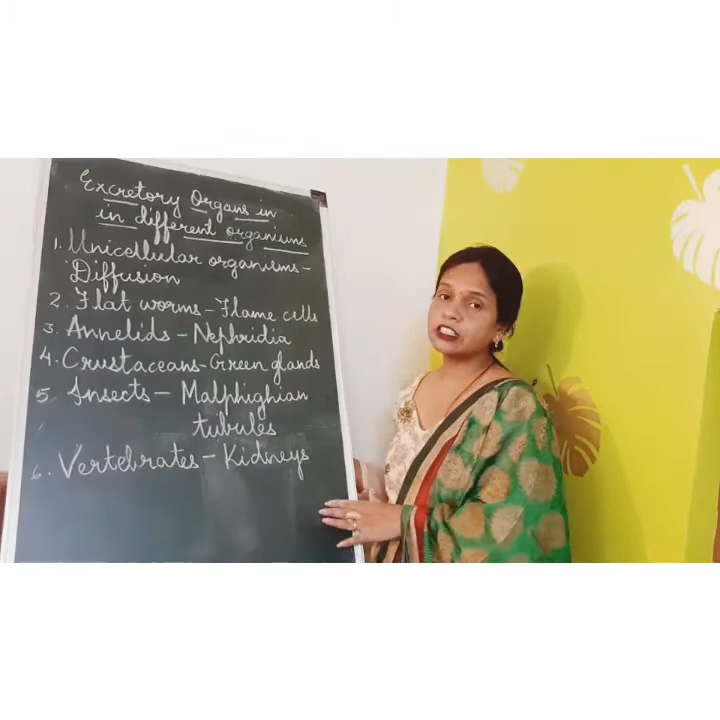 Excretory Organs in
in different organisms
1. Unicellular organisms -
Diffusion
2. Flat worms - Flame cells
3. Annelids - Nephridia
4. Crustaceans - Green glands
5 Insects - Malphighian
tubules
6. Vertebrates - Kidneys